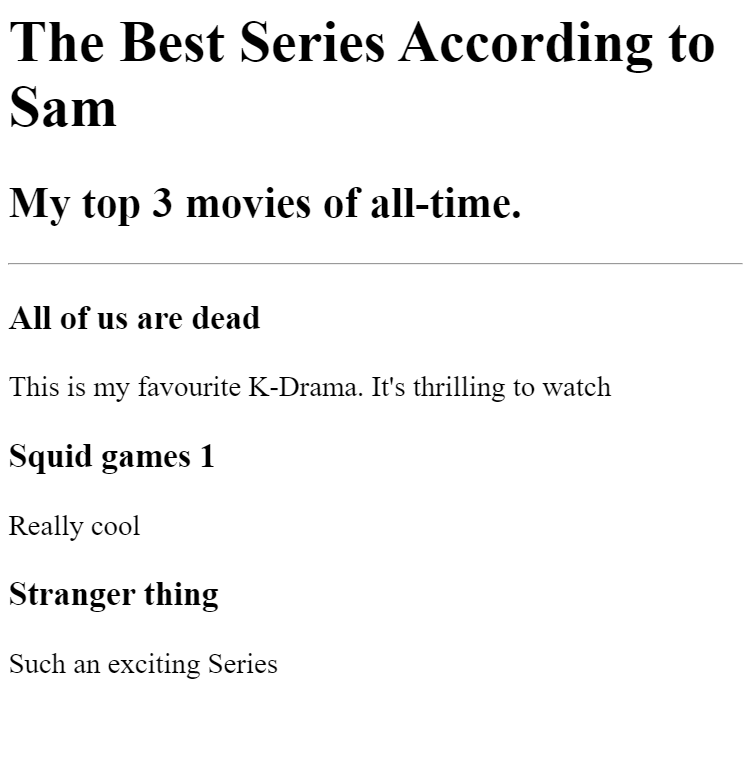 The Best Series According to
Sam
My top 3 movies of all-time.
All of us are dead
This is my favourite K-Drama. It's thrilling to watch
Squid games 1
Really cool
Stranger thing
Such an exciting Series